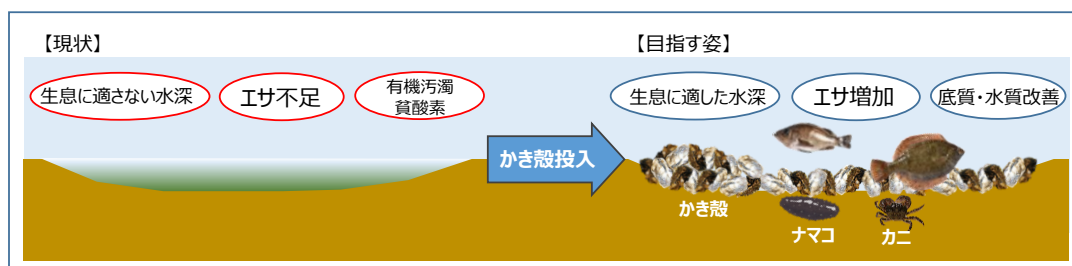 【現状】
【目指す姿】
生息に適さない水深
エサ不足
有機汚濁
貧酸素
生息に適した水深
エサ増加
底質・水質改善
かき殻投入
かき殻
ナマコ
カニ